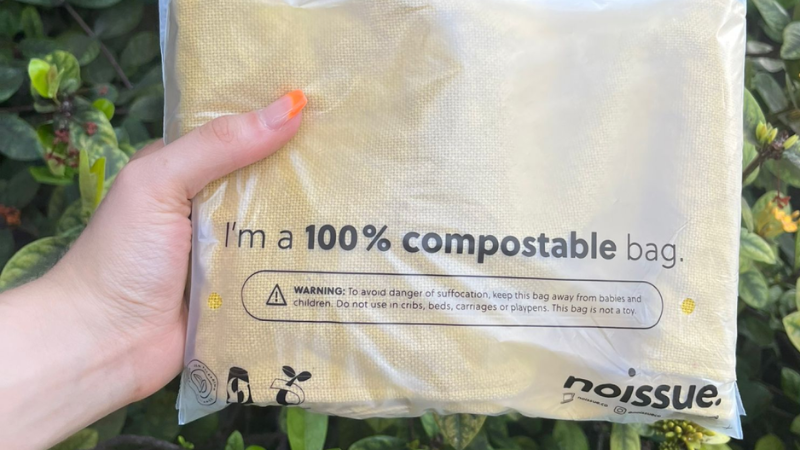 I'm a 100% compostable bag.
WARNING: To avoid danger of suffocation, keep this bag away from babies and
children. Do not use in cribs, beds, carriages or playpens. This bag is not a toy.
noissue.